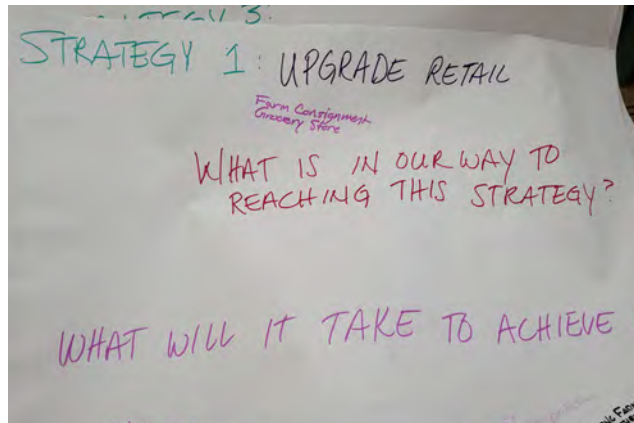 STRATEGY 1: UPGRADE RETAIL
Farm Consignment
Grocery Store
WHAT IS IN OUR WAY TO
REACHING THIS STRATEGY?
WHAT WILL IT TAKE TO ACHIEVE